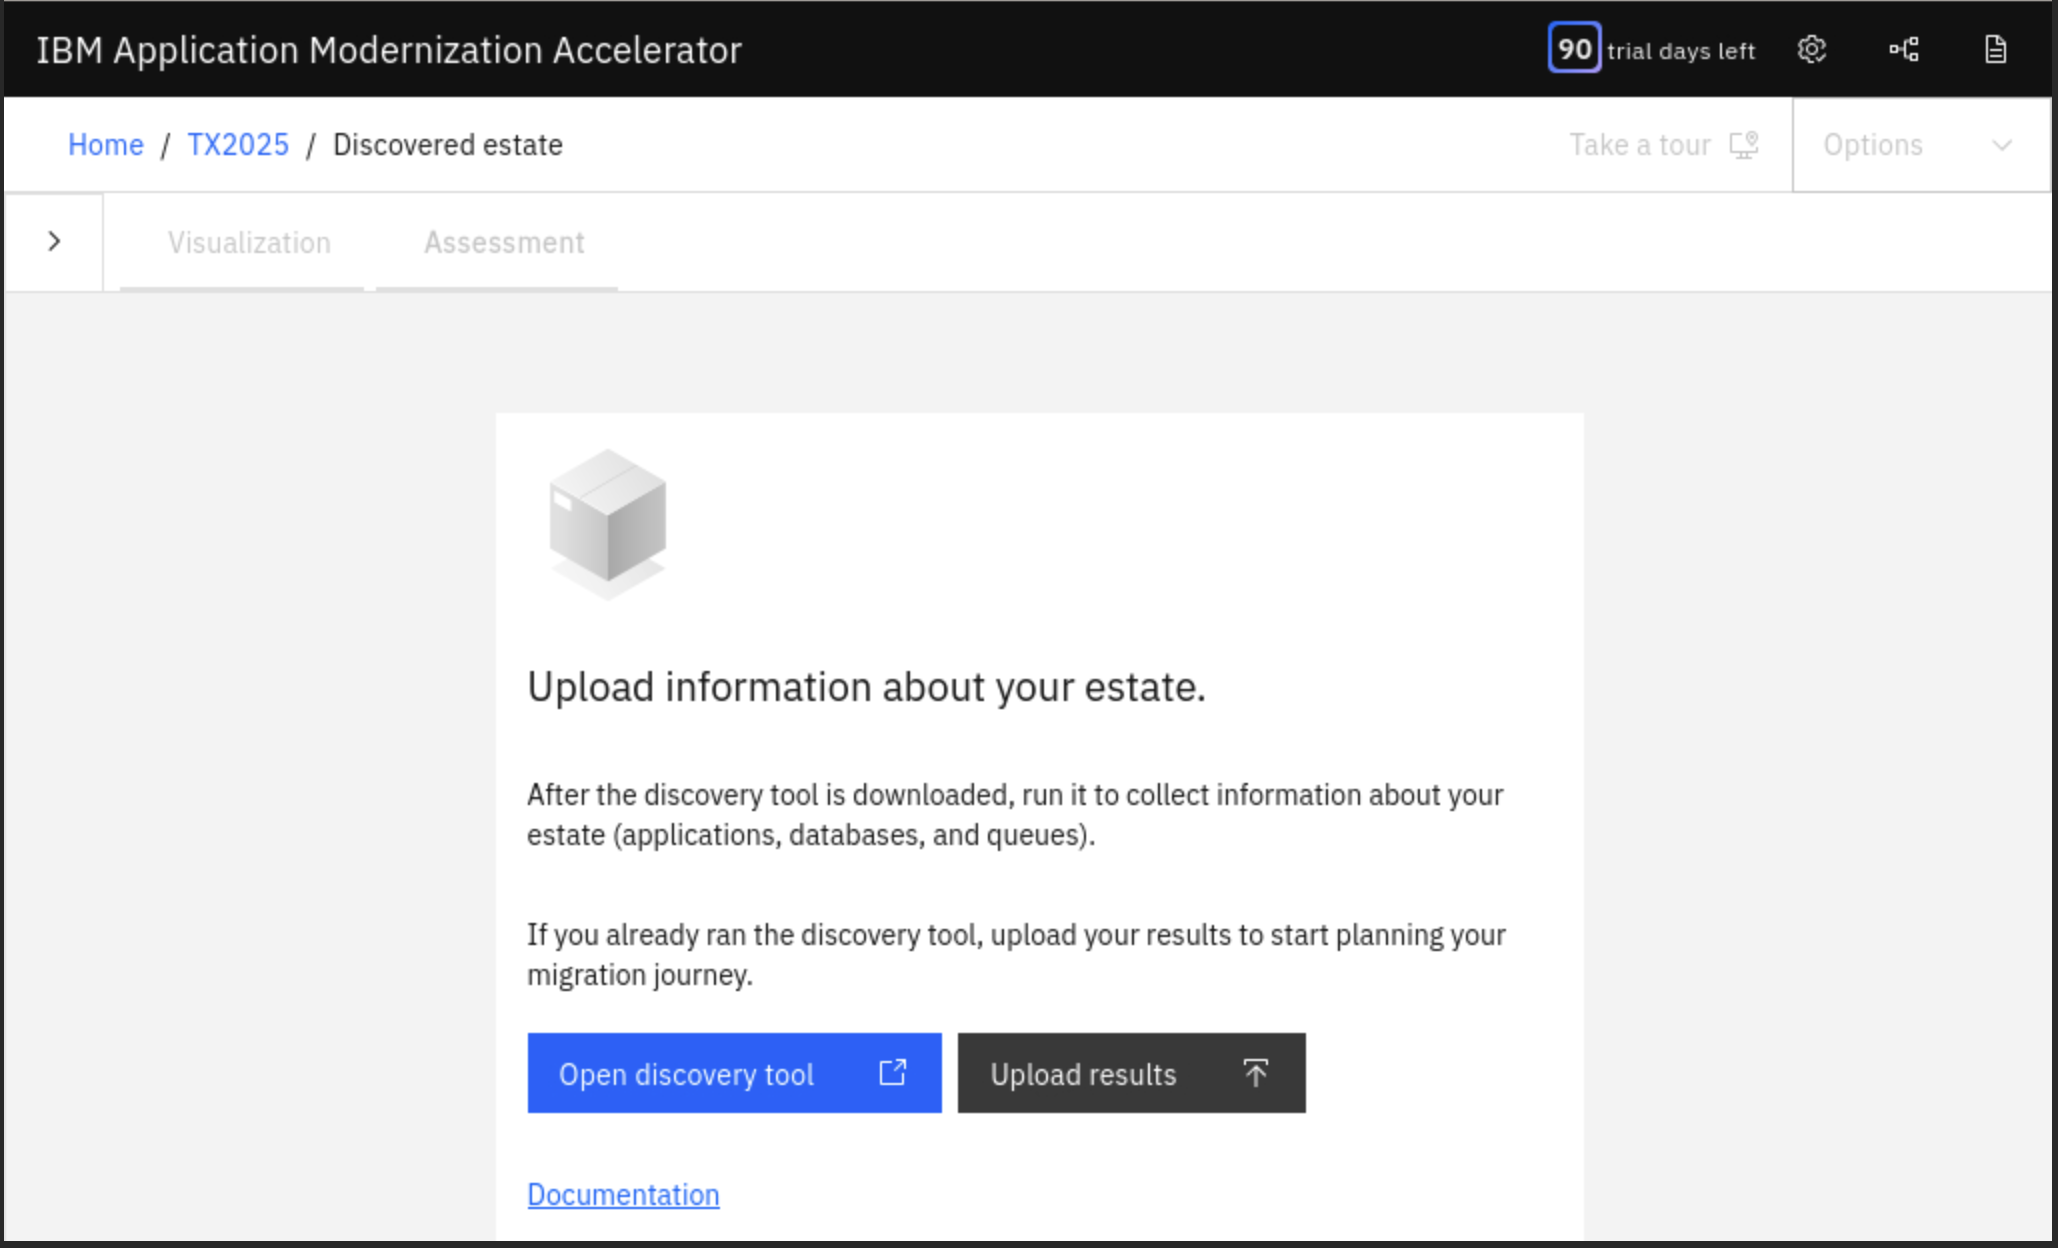 IBM Application Modernization Accelerator
90 trial days left
Home / TX2025 / Discovered estate
Take a tour
Options
Visualization
Assessment
Upload information about your estate.
After the discovery tool is downloaded, run it to collect information about your
estate (applications, databases, and queues).
If you already ran the discovery tool, upload your results to start planning your
migration journey.
Open discovery tool
Upload results
Documentation